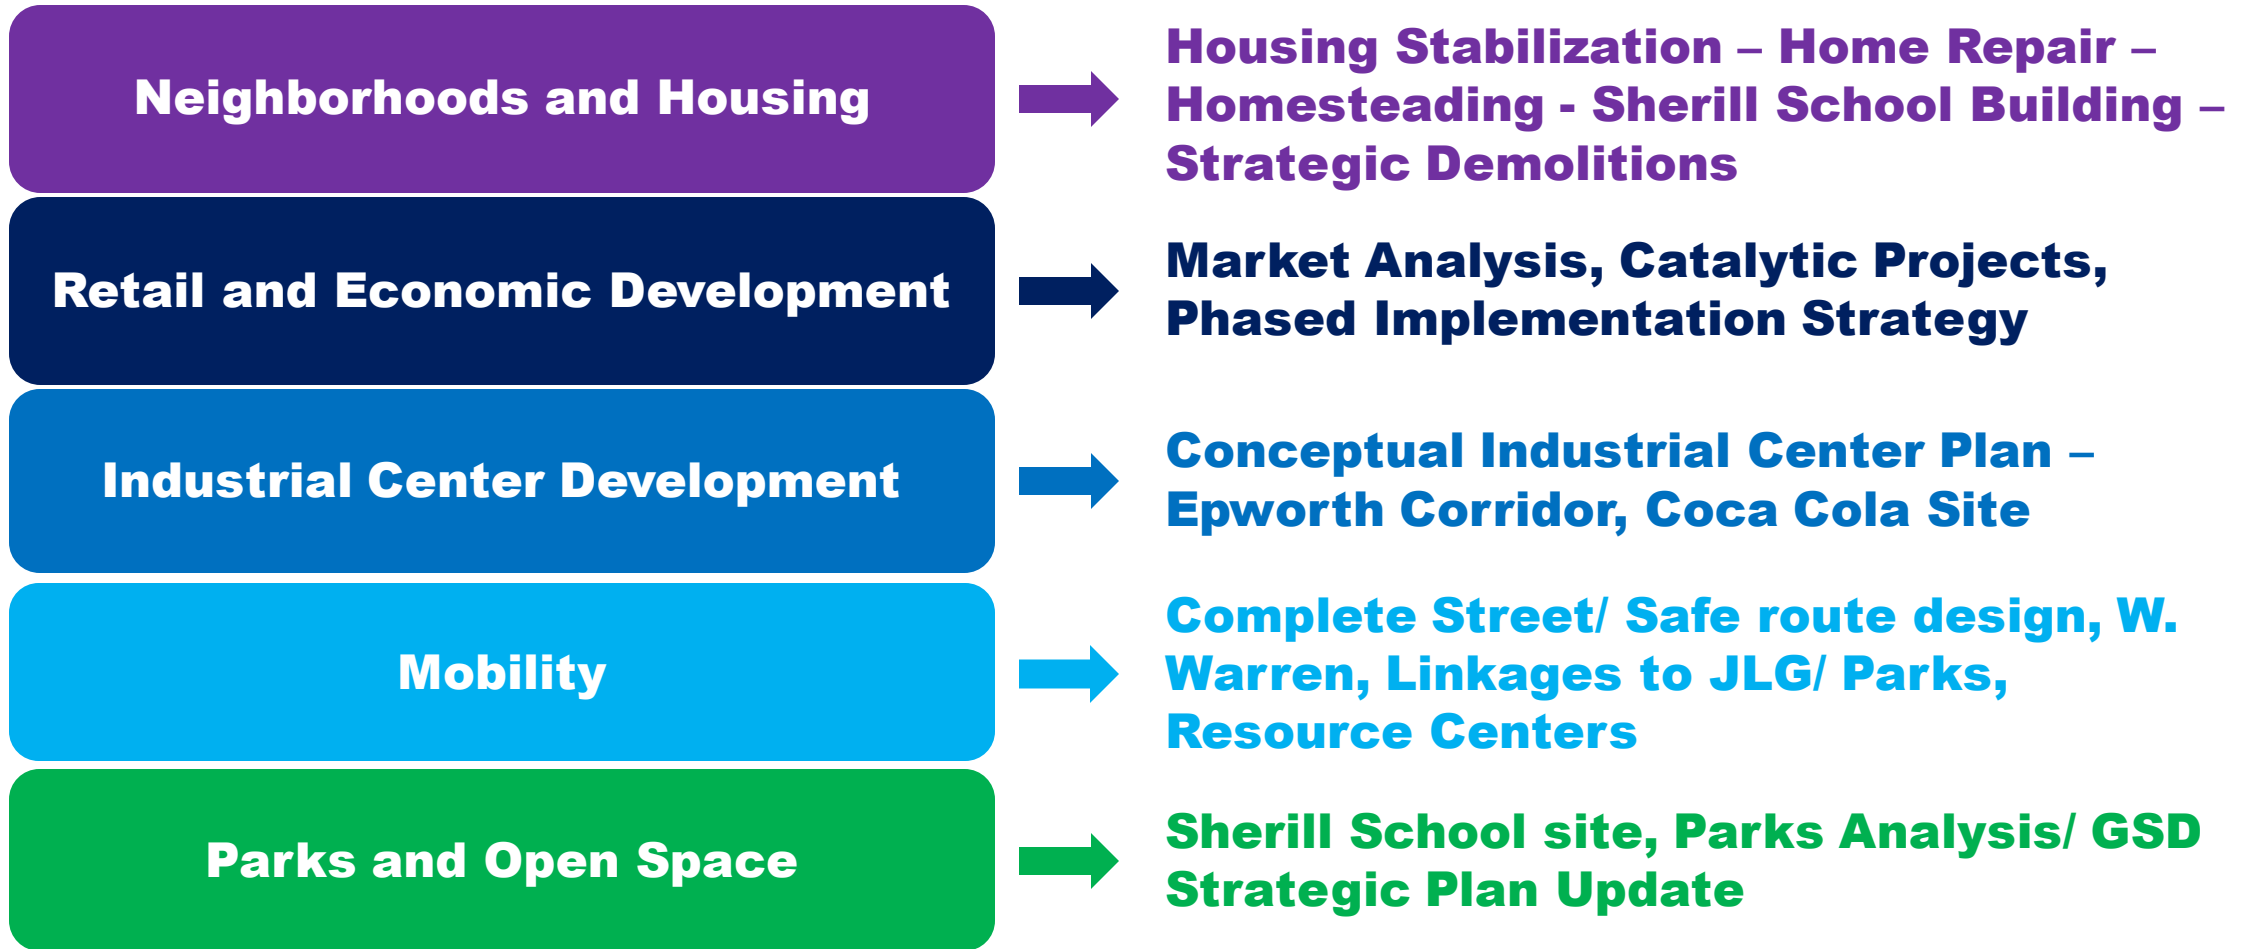 Neighborhoods and Housing
Housing Stabilization – Home Repair –
Homesteading - Sherill School Building –
Strategic Demolitions
Retail and Economic Development
Market Analysis, Catalytic Projects,
Phased Implementation Strategy
Industrial Center Development
Conceptual Industrial Center Plan –
Epworth Corridor, Coca Cola Site
Mobility
Complete Street/ Safe route design, W.
Warren, Linkages to JLG/ Parks,
Resource Centers
Parks and Open Space
Sherill School site, Parks Analysis/ GSD
Strategic Plan Update